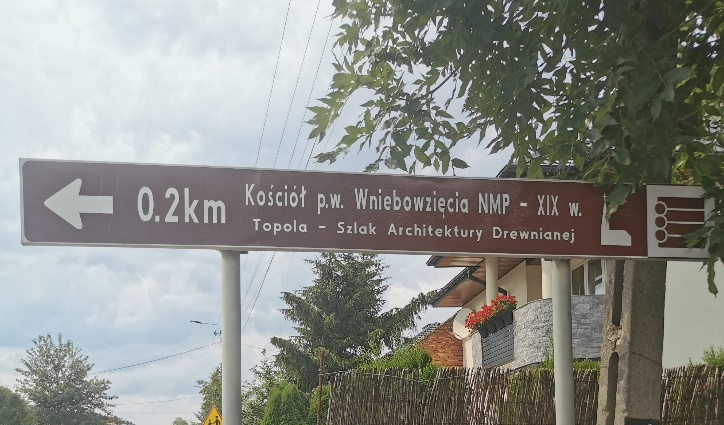 0.2km
Kościół p.w. Wniebowzięcia NMP - XIX w.
Topola - Szlak Architektury Drewnianej